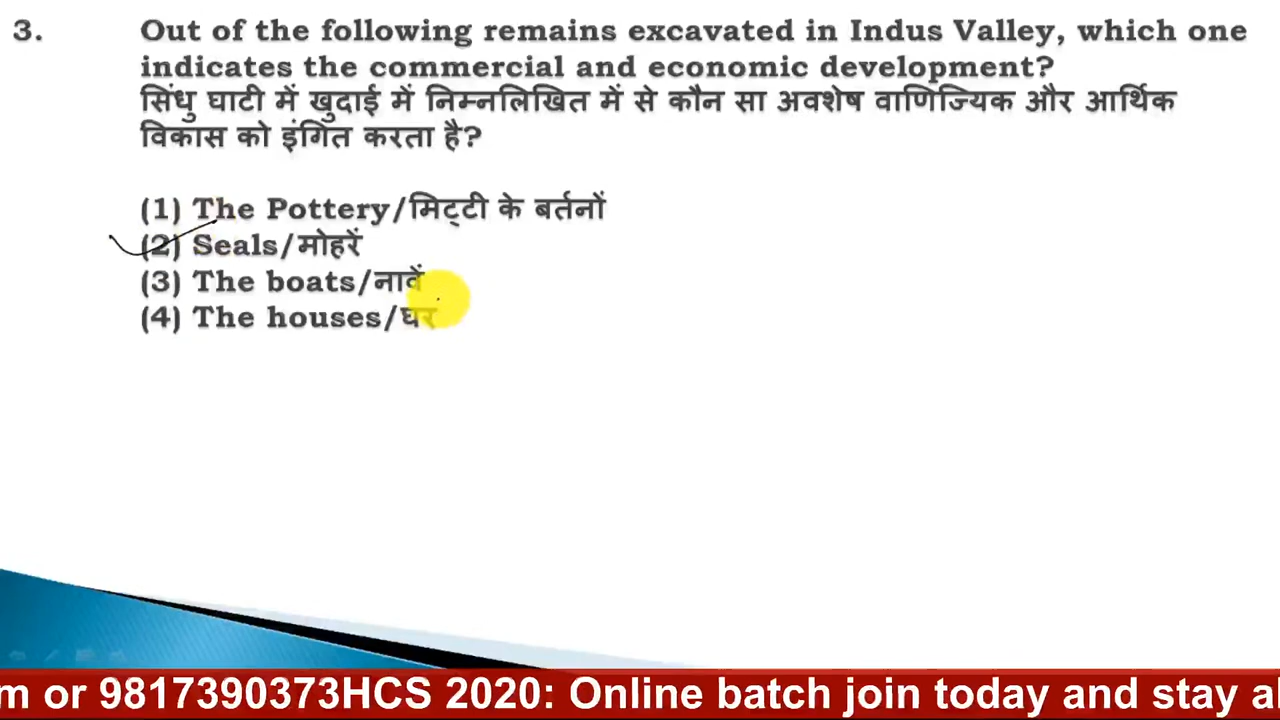 3. Out of the following remains excavated in Indus Valley, which one
indicates the commercial and economic development?
सिंधु घाटी में खुदाई में निम्नलिखित में से कौन सा अवशेष वाणिज्यिक और आर्थिक
विकास को इंगित करता है?
(1) The Pottery/मिट्टी के बर्तनों
(2) Seals/मोहरें
(3) The boats/नावें
(4) The houses/घर
m or 9817390373HCS 2020: Online batch join today and stay a